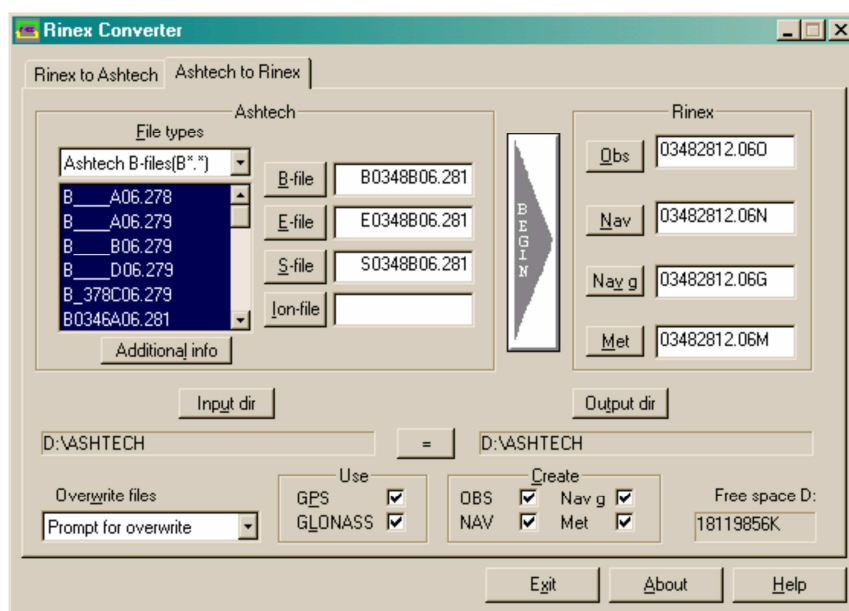 Rinex Converter
Rinex to Ashtech
Ashtech to Rinex
Ashtech
File types
Ashtech B-files(B*.*)
B____A06.278
B____A06.279
B____B06.279
B____D06.279
B_378C06.279
B0346A06.281
Additional info
B-file
B0348B06.281
E-file
E0348B06.281
S-file
S0348B06.281
Ion-file
BEGIN
Rinex
Obs
03482812.06O
Nav
03482812.06N
Nav g
03482812.06G
Met
03482812.06M
Input dir
Output dir
D:\ASHTECH
=
D:\ASHTECH
Overwrite files
Prompt for overwrite
Use
GPS
GLONASS
Create
OBS
Nav g
NAV
Met
Free space D:
18119856K
Exit
About
Help